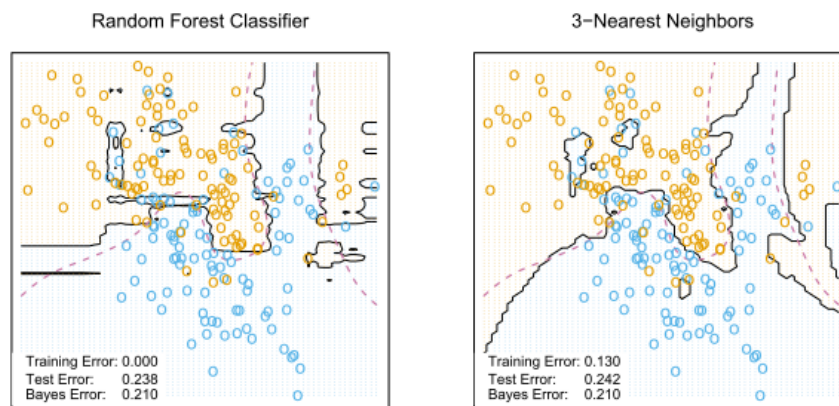 Random Forest Classifier
Training Error: 0.000
Test Error: 0.238
Bayes Error: 0.210
3−Nearest Neighbors
Training Error: 0.130
Test Error: 0.242
Bayes Error: 0.210